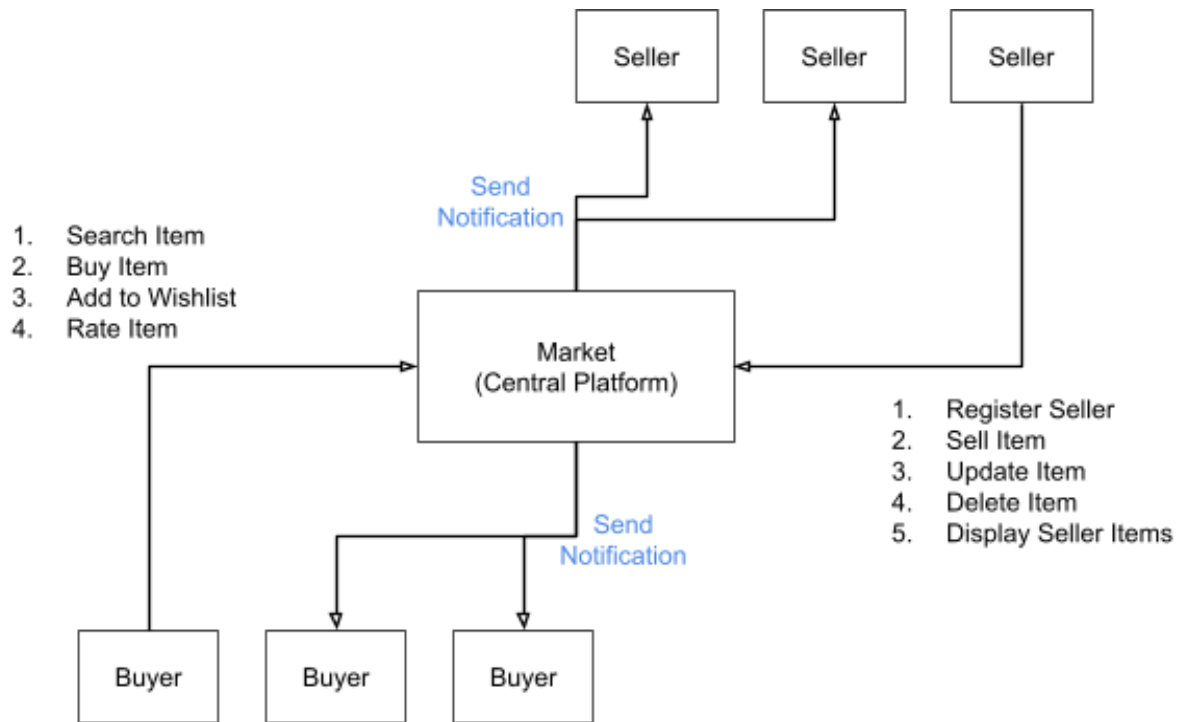 Seller
Seller
Seller
Send
Notification
1. Search Item
2. Buy Item
3. Add to Wishlist
4. Rate Item
Market
(Central Platform)
1. Register Seller
2. Sell Item
3. Update Item
4. Delete Item
5. Display Seller Items
Send
Notification
Buyer
Buyer
Buyer